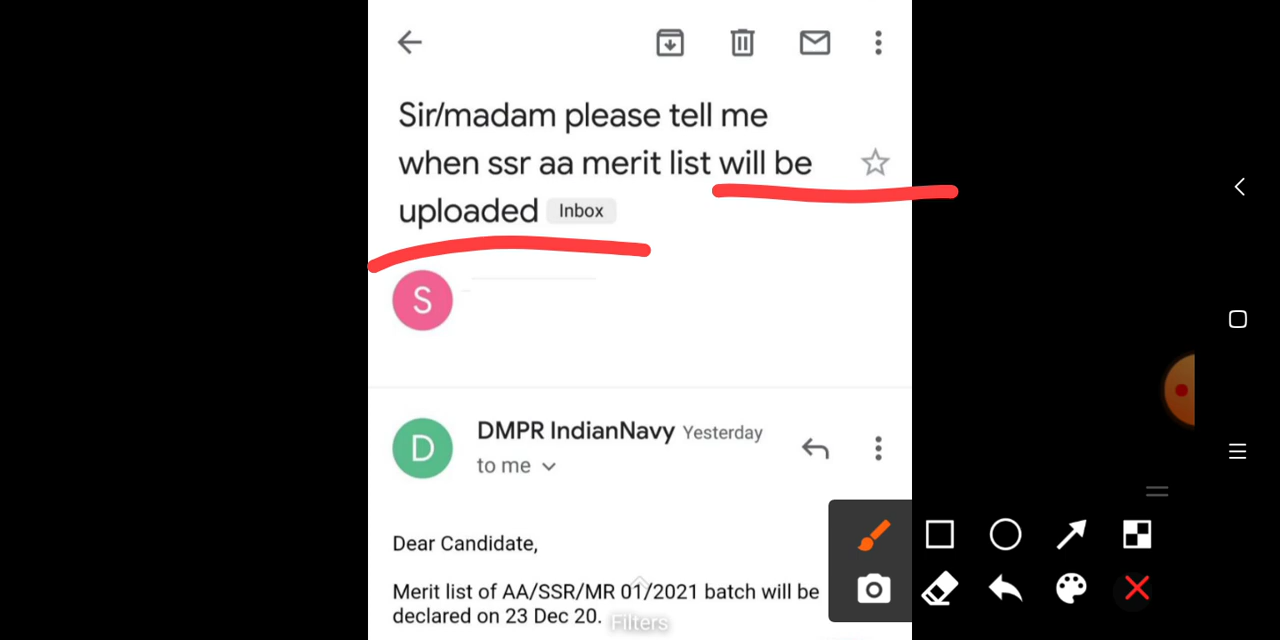 Sir/madam please tell me
when ssr aa merit list will be
uploaded Inbox
S
D
DMPR IndianNavy Yesterday
to me
Dear Candidate,
Merit list of AA/SSR/MR 01/2021 batch will be
declared on 23 Dec 20.
Filters